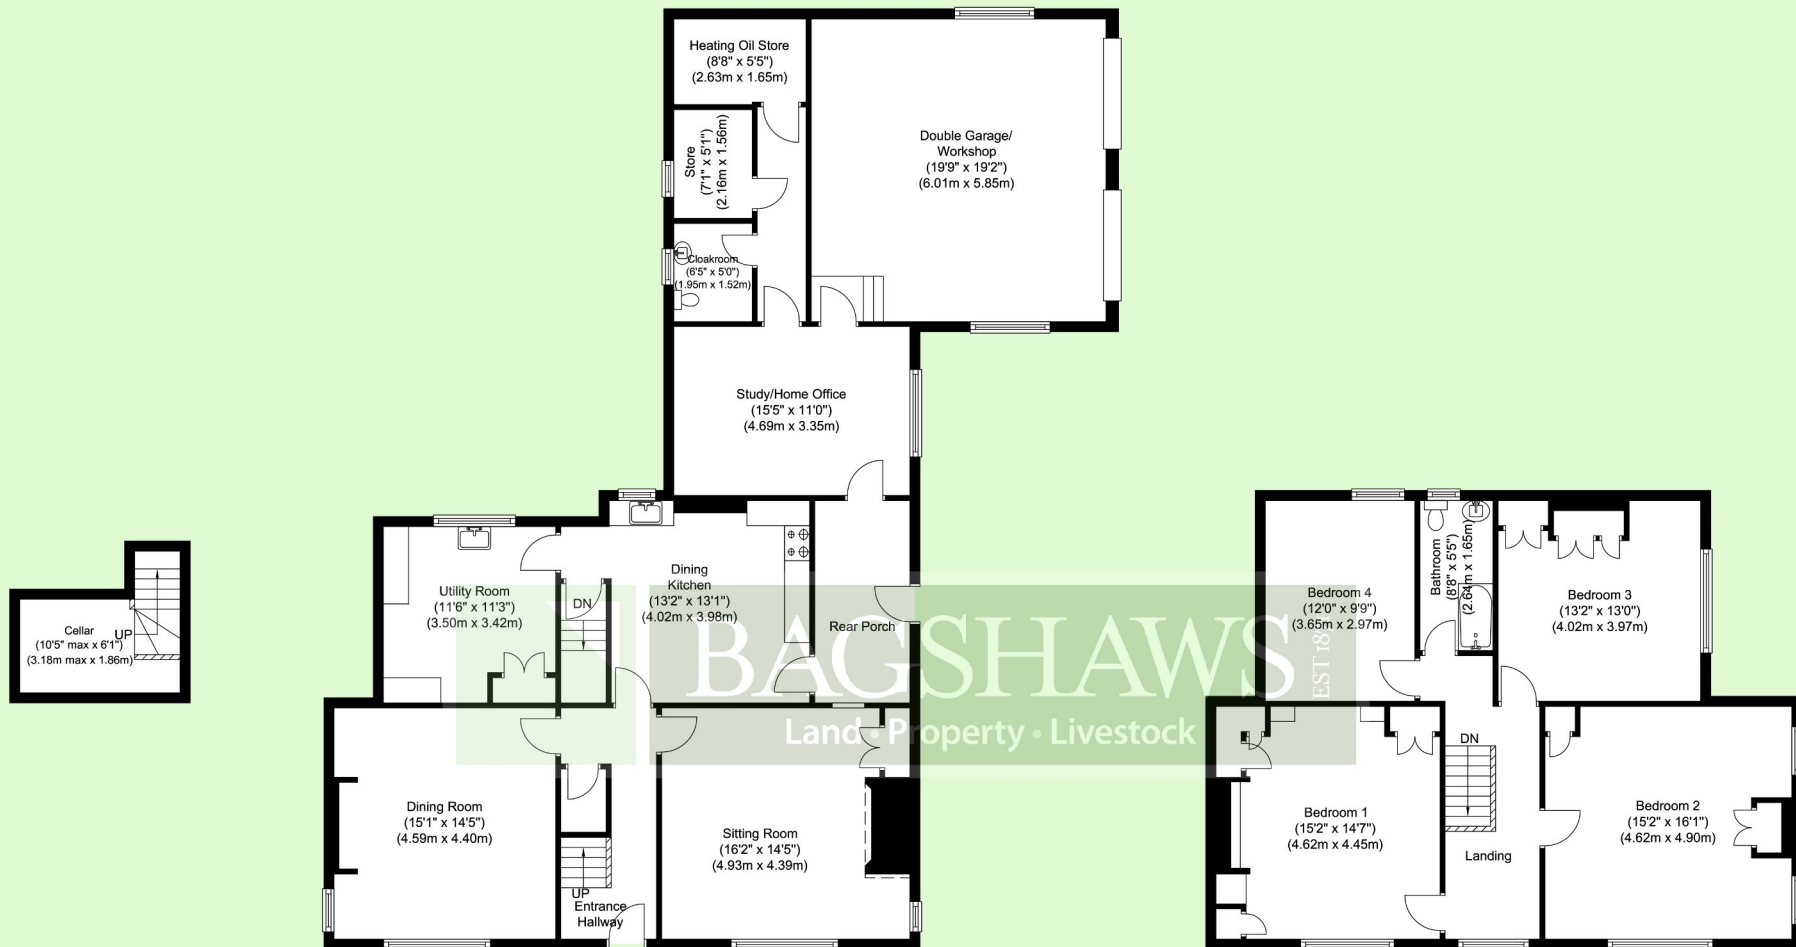 Heating Oil Store
(8'8" x 5'5")
(2.63m x 1.65m)
Double Garage/
Workshop
(19'9" x 19'2")
(6.01m x 5.85m)
Store
(7'1" x 5'1")
(2.16m x 1.56m)
Cloakroom
(6'5" x 5'0")
(1.95m x 1.52m)
Study/Home Office
(15'5" x 11'0")
(4.69m x 3.35m)
Cellar
(10'5" max x 6'1")
(3.18m max x 1.86m)
UP
Utility Room
(11'6" x 11'3")
(3.50m x 3.42m)
DN
Dining
Kitchen
(13'2" x 13'1")
(4.02m x 3.98m)
Rear Porch
Dining Room
(15'1" x 14'5")
(4.59m x 4.40m)
UP
Entrance
Hallway
Sitting Room
(16'2" x 14'5")
(4.93m x 4.39m)
Bedroom 4
(12'0" x 9'9")
(3.65m x 2.97m)
Bathroom
(8'8" x 5'5")
(2.64m x 1.65m)
Bedroom 3
(13'2" x 13'0")
(4.02m x 3.97m)
Bedroom 1
(15'2" x 14'7")
(4.62m x 4.45m)
DN
Landing
Bedroom 2
(15'2" x 16'1")
(4.62m x 4.90m)
BAGSHAWS
EST
Land · Property · Livestock